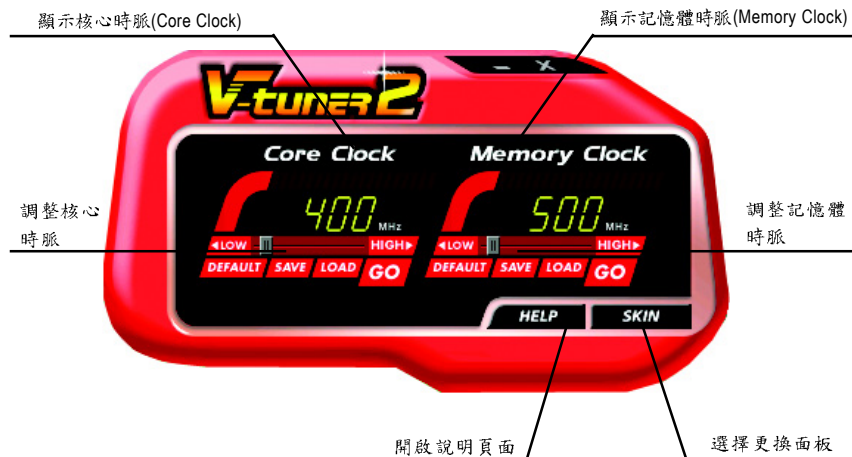 顯示核心時脈(Core Clock)
顯示記憶體時脈(Memory Clock)
V-tuner2
Core Clock
Memory Clock
400 MHz
500 MHz
調整核心
時脈
調整記憶體
時脈
LOW HIGH
LOW HIGH
DEFAULT SAVE LOAD GO
DEFAULT SAVE LOAD GO
HELP SKIN
開啟說明頁面
選擇更換面板